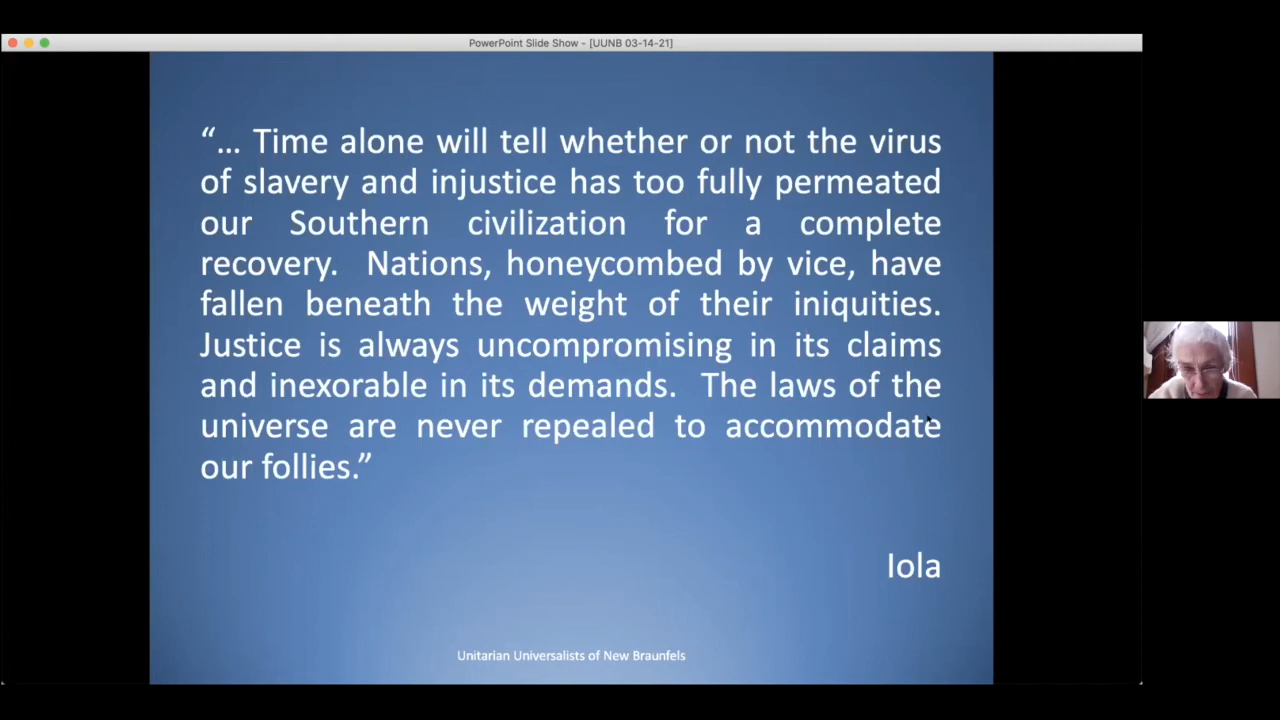 PowerPoint Slide Show - [UUNB 03-14-21]
“... Time alone will tell whether or not the virus
of slavery and injustice has too fully permeated
our Southern civilization for a complete
recovery. Nations, honeycombed by vice, have
fallen beneath the weight of their iniquities.
Justice is always uncompromising in its claims
and inexorable in its demands. The laws of the
universe are never repealed to accommodate
our follies.”
Iola
Unitarian Universalists of New Braunfels